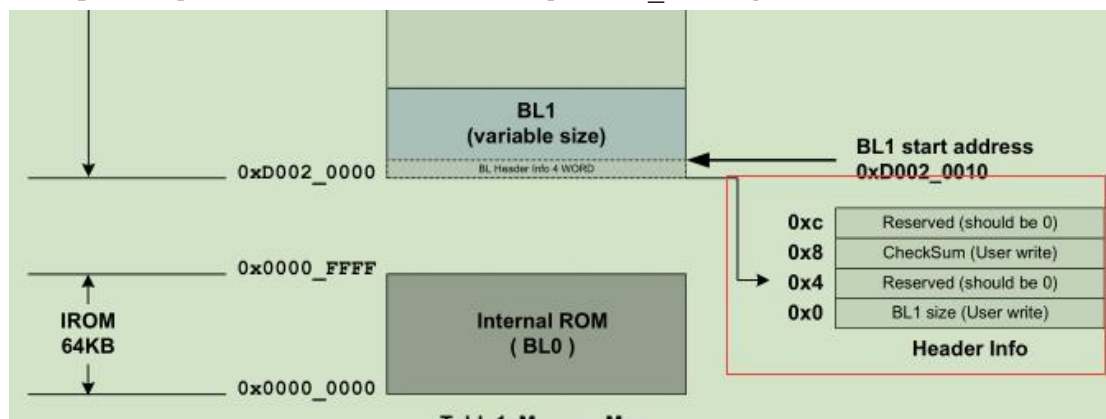 BL1
(variable size)
BL1 start address
0xD002_0010
0xD002_0000
BL Header Info 4 WORD
0xc
Reserved (should be 0)
0x8
CheckSum (User write)
0x4
Reserved (should be 0)
0x0
BL1 size (User write)
Header Info
0x0000_FFFF
IROM
64KB
Internal ROM
( BL0 )
0x0000_0000